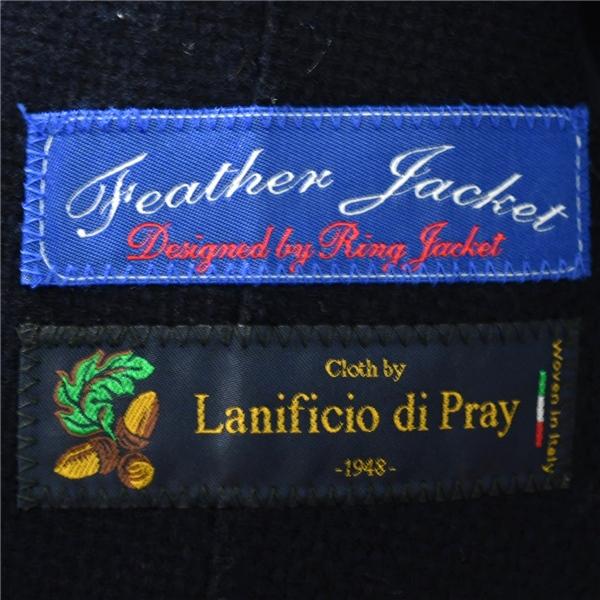 Feather Jacket
Designed by Ring Jacket
Cloth by
Lanificio di Pray
-1948-
Woven in Italy